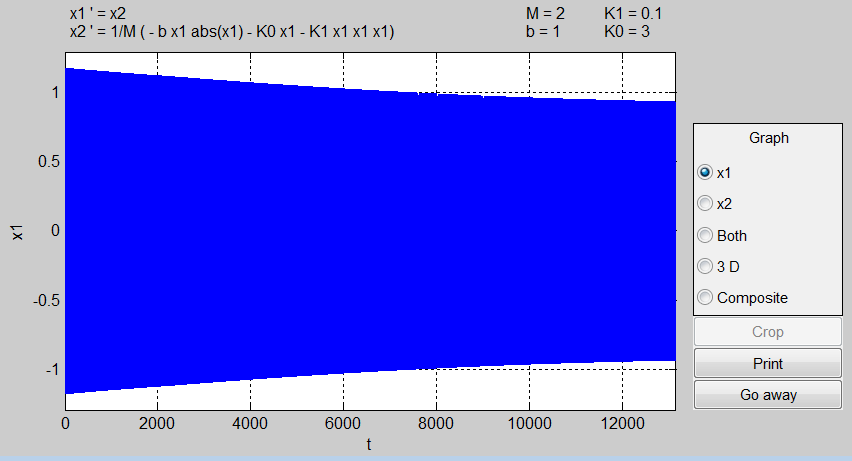 x1 ' = x2
M = 2 K1 = 0.1
x2 ' = 1/M ( - b x1 abs(x1) - K0 x1 - K1 x1 x1 x1)
b = 1 K0 = 3
1
0.5
0
-0.5
-1
x1
0 2000 4000 6000 8000 10000 12000
t
Graph
x1
x2
Both
3 D
Composite
Crop
Print
Go away